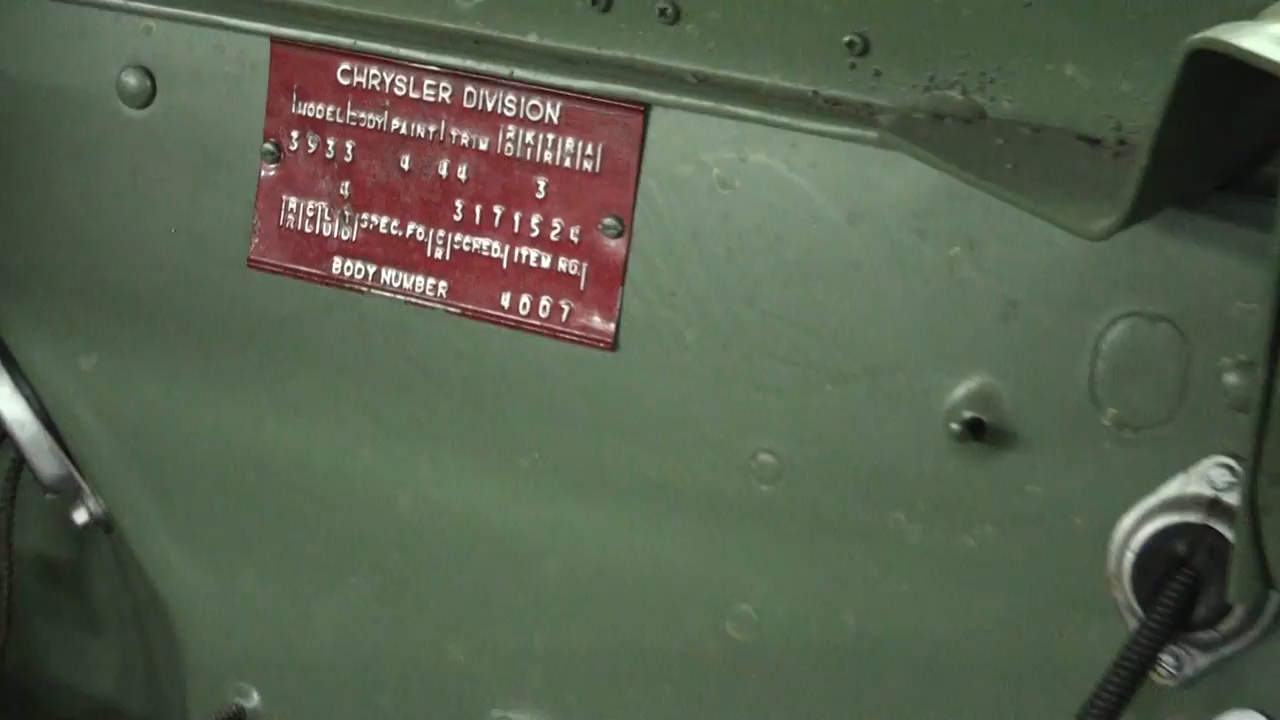 CHRYSLER DIVISION
MODEL BODY PAINT TRIM
3933 4 44 3
4 3171524
SPEC. FO. SCHED. ITEM NO.
BODY NUMBER 4007